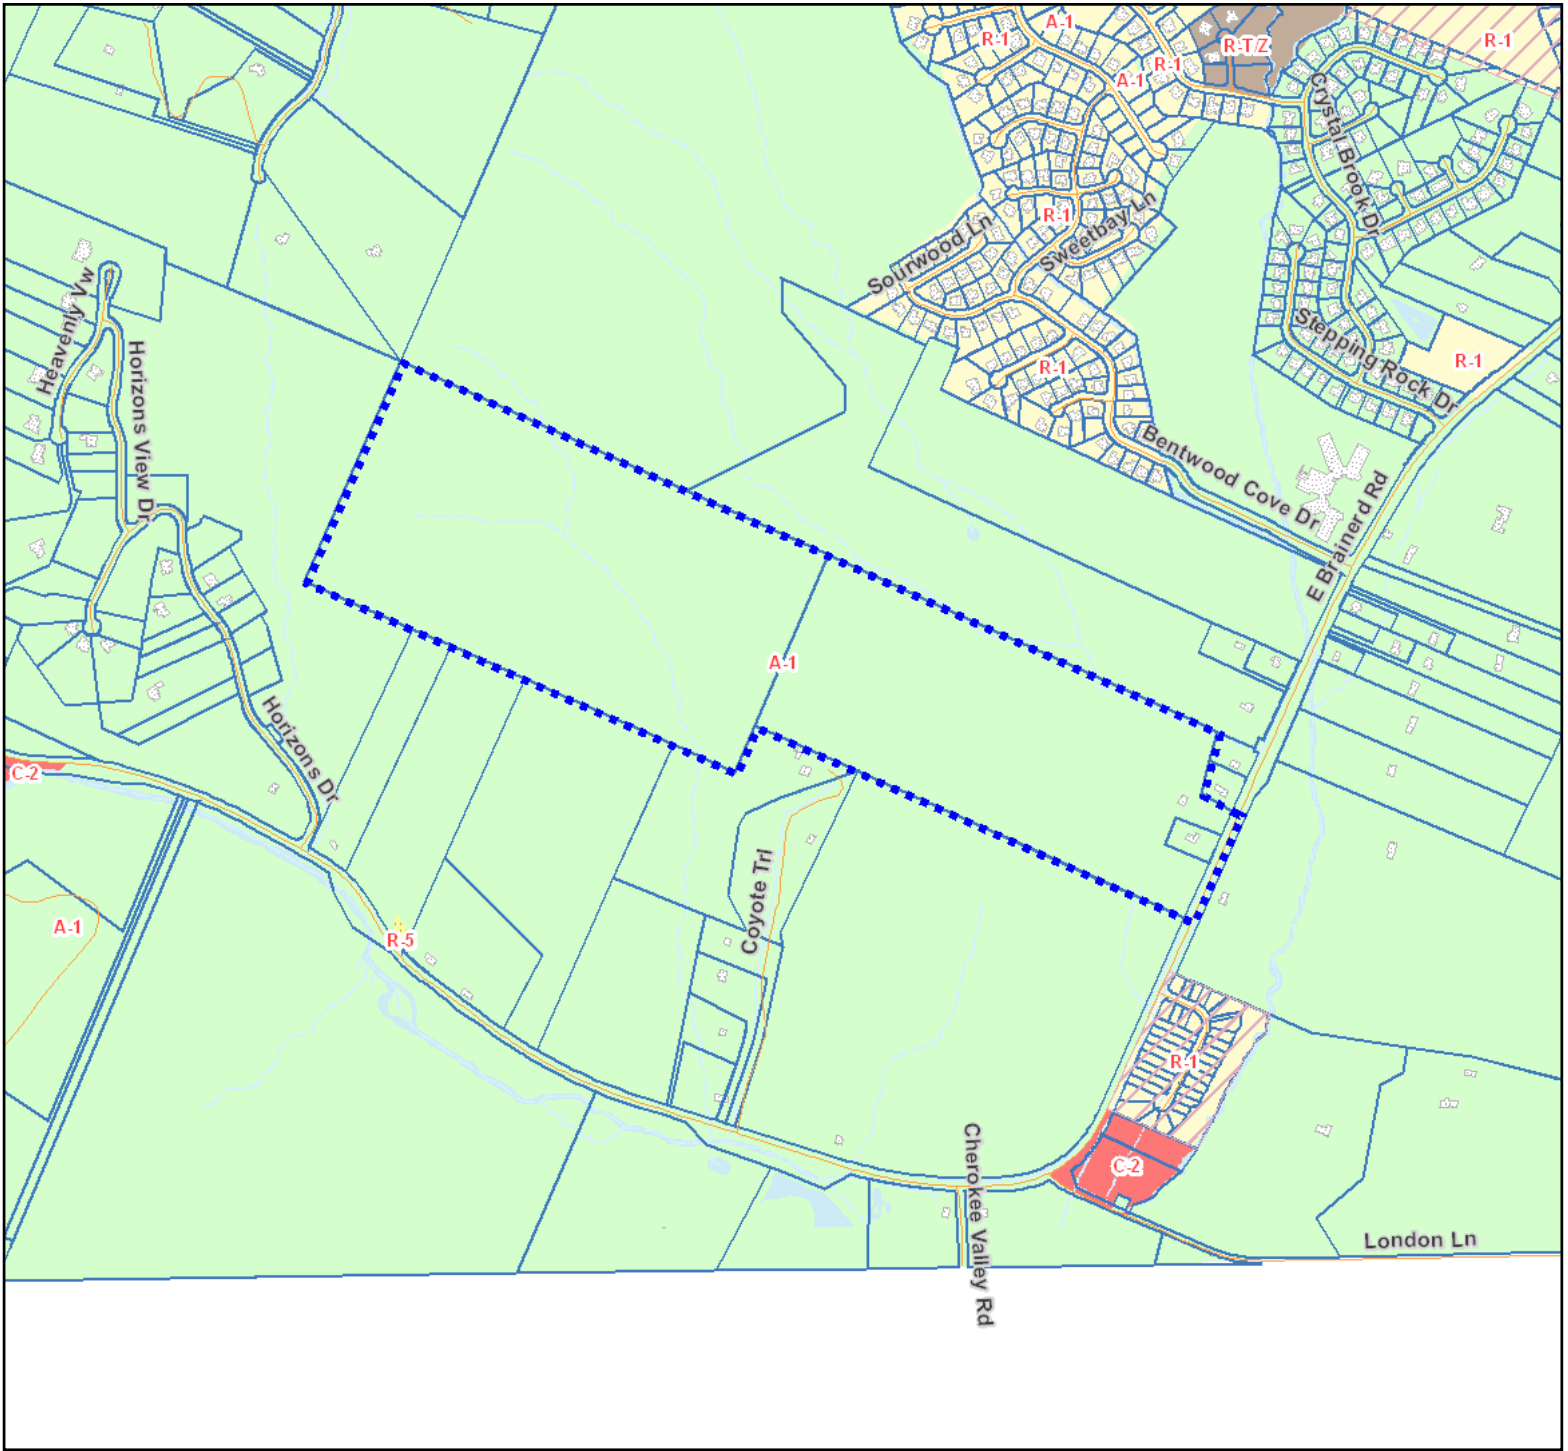 A-1
R-1
R-1
A-1
R-T/Z
R-1
Crystal Brook Dr
R-1
Sweetbay Ln
Sourwood Ln
Heavenly Vw
Horizons View Dr
Stepping Rock Dr
R-1
R-1
Bentwood Cove Dr
E Brainerd Rd
A-1
Horizons Dr
C-2
Coyote Trl
A-1
R-5
R-1
C-2
Cherokee Valley Rd
London Ln